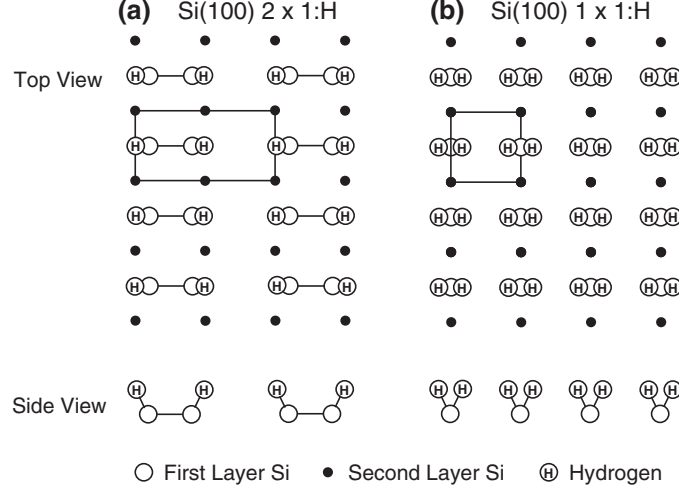 (a) Si(100) 2 x 1:H (b) Si(100) 1 x 1:H
Top View
H H H H H H H H
H H H H H H H H H H H H
H H H H H H H H H H H H
H H H H H H H H H H H H
H H H H H H H H H H H H
Side View
First Layer Si Second Layer Si H Hydrogen